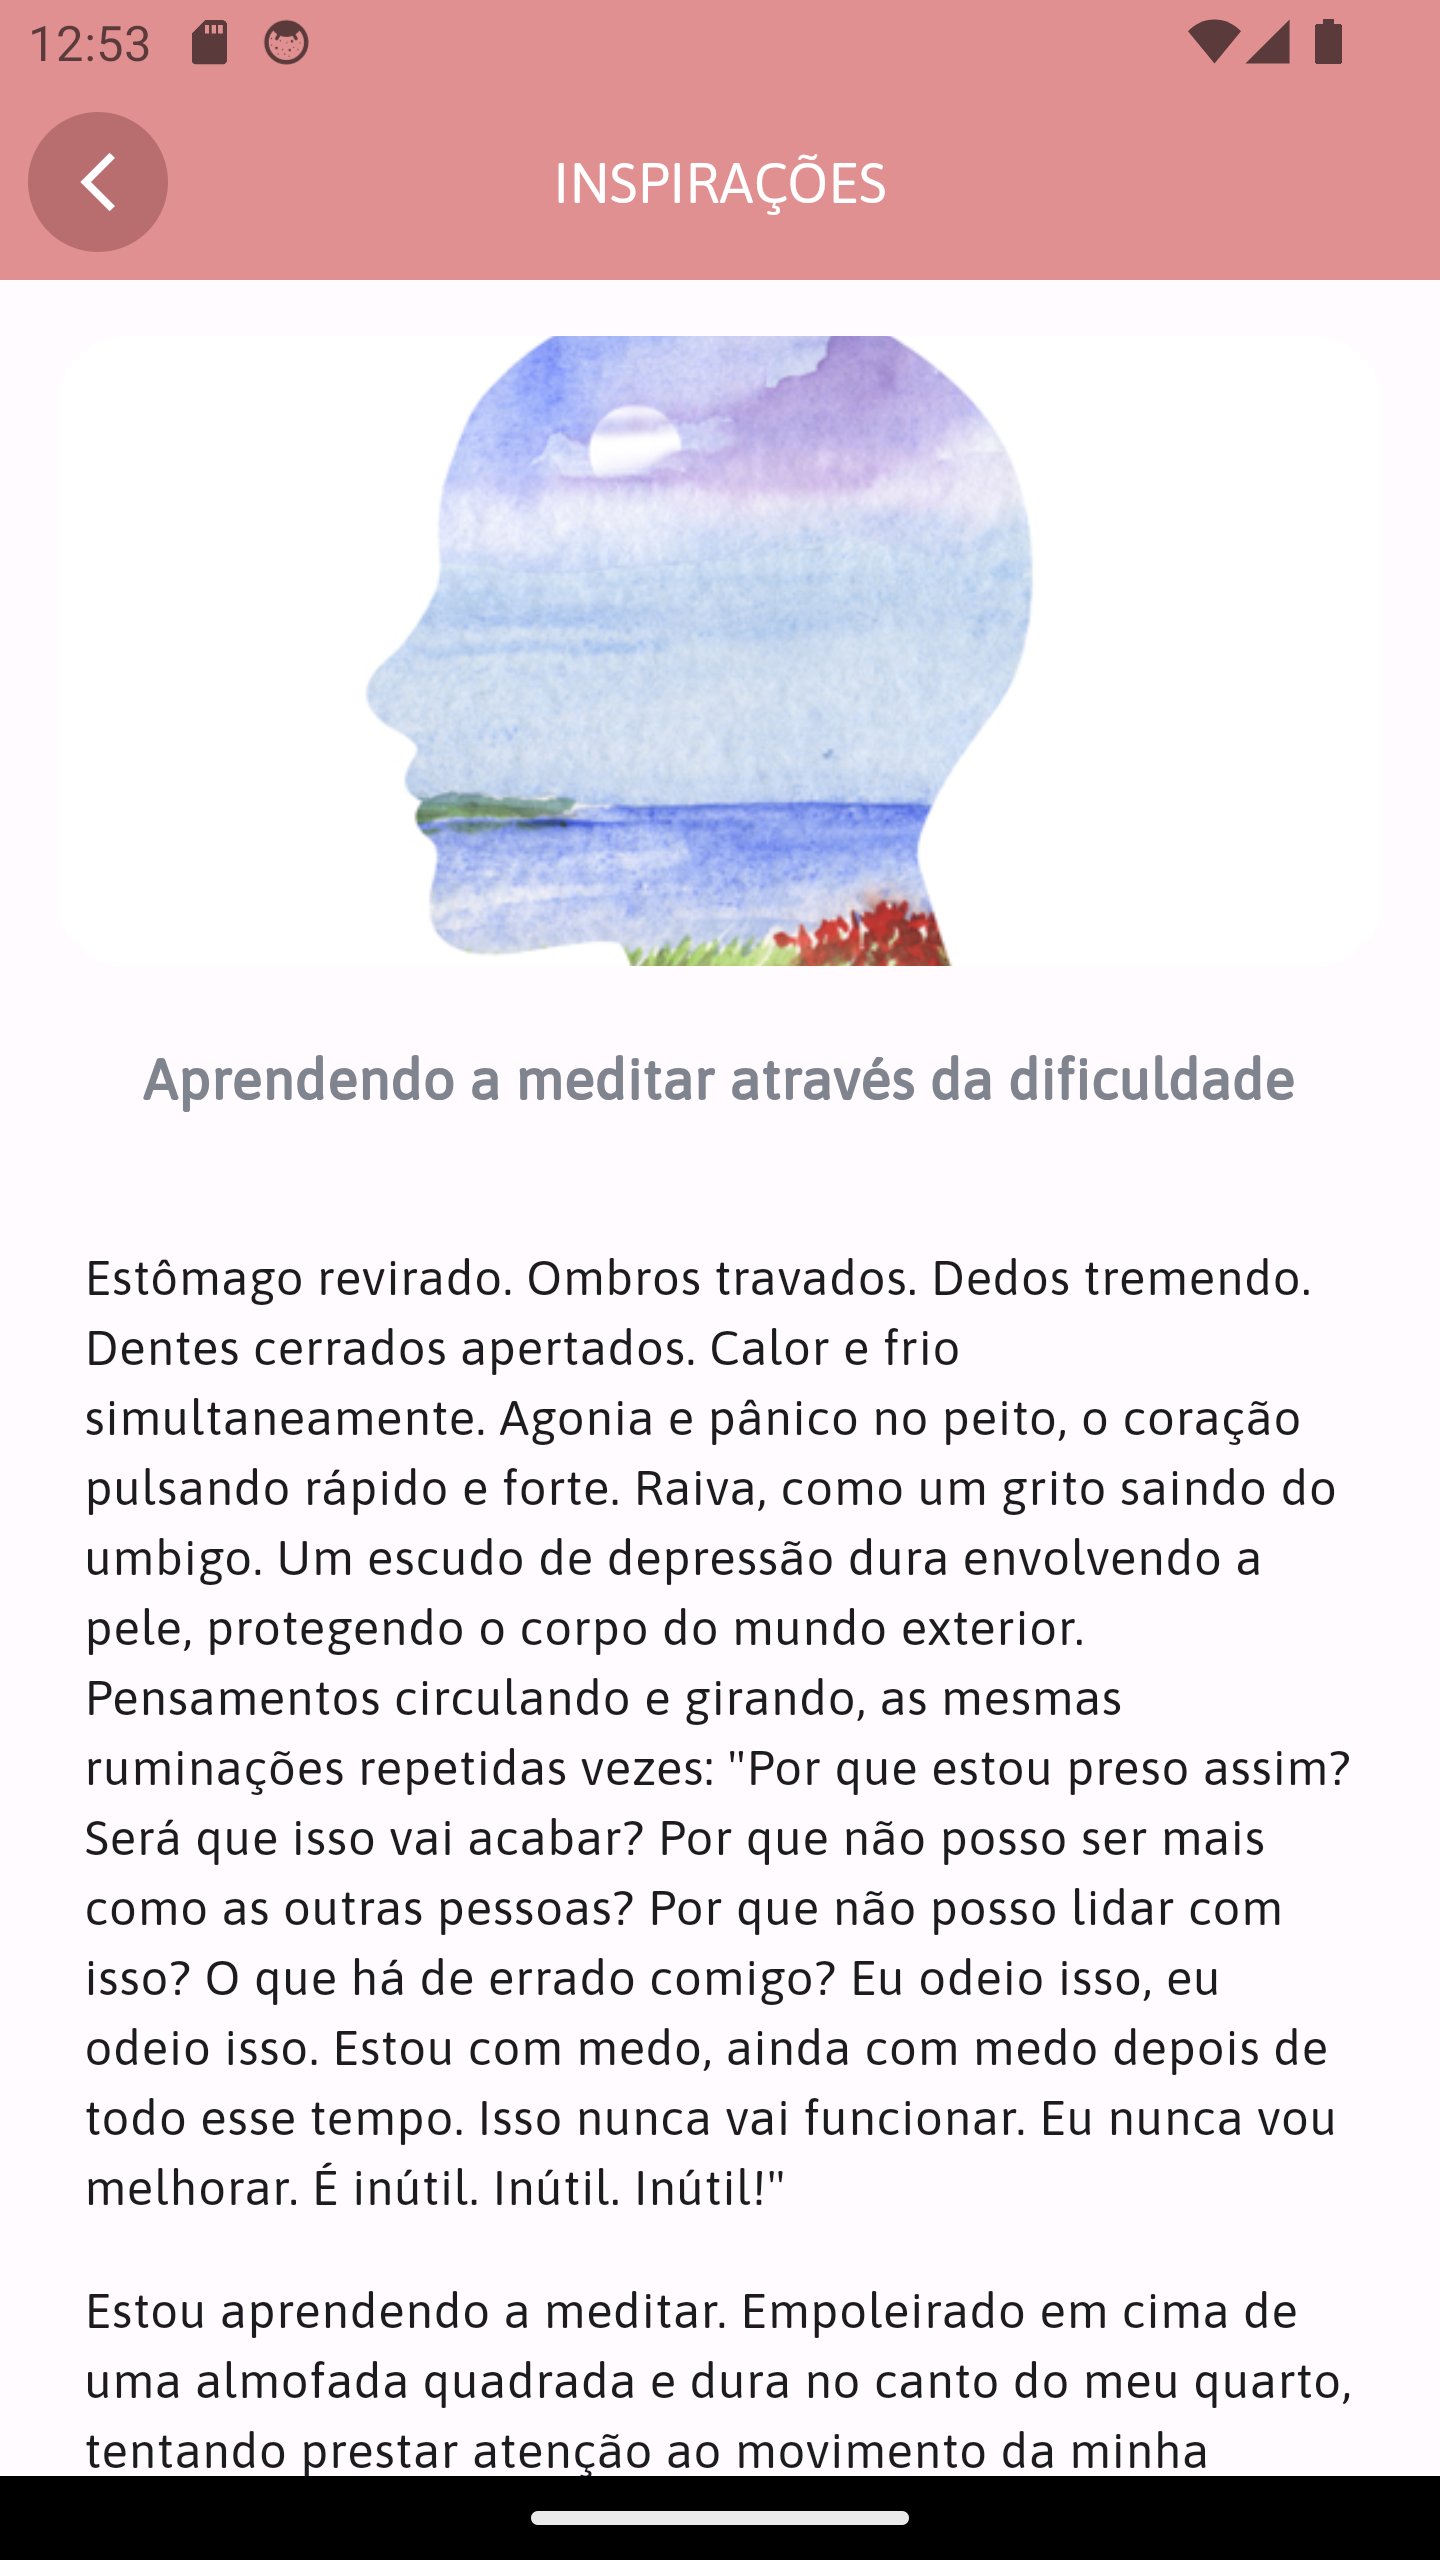 12:53
INSPIRAÇÕES
Aprendendo a meditar através da dificuldade
Estômago revirado. Ombros travados. Dedos tremendo.
Dentes cerrados apertados. Calor e frio
simultaneamente. Agonia e pânico no peito, o coração
pulsando rápido e forte. Raiva, como um grito saindo do
umbigo. Um escudo de depressão dura envolvendo a
pele, protegendo o corpo do mundo exterior.
Pensamentos circulando e girando, as mesmas
ruminações repetidas vezes: "Por que estou preso assim?
Será que isso vai acabar? Por que não posso ser mais
como as outras pessoas? Por que não posso lidar com
isso? O que há de errado comigo? Eu odeio isso, eu
odeio isso. Estou com medo, ainda com medo depois de
todo esse tempo. Isso nunca vai funcionar. Eu nunca vou
melhorar. É inútil. Inútil. Inútil!"
Estou aprendendo a meditar. Empoleirado em cima de
uma almofada quadrada e dura no canto do meu quarto,
tentando prestar atenção ao movimento da minha